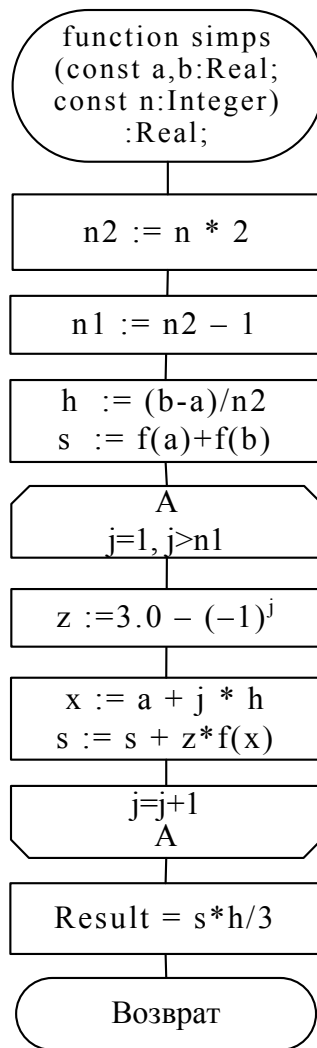 function simps
(const a,b:Real;
const n:Integer)
:Real;
n2 := n * 2
n1 := n2 – 1
h := (b-a)/n2
s := f(a)+f(b)
A
j=1, j>n1
z :=3.0 – (–1)^j
x := a + j * h
s := s + z*f(x)
j=j+1
A
Result = s*h/3
Возврат